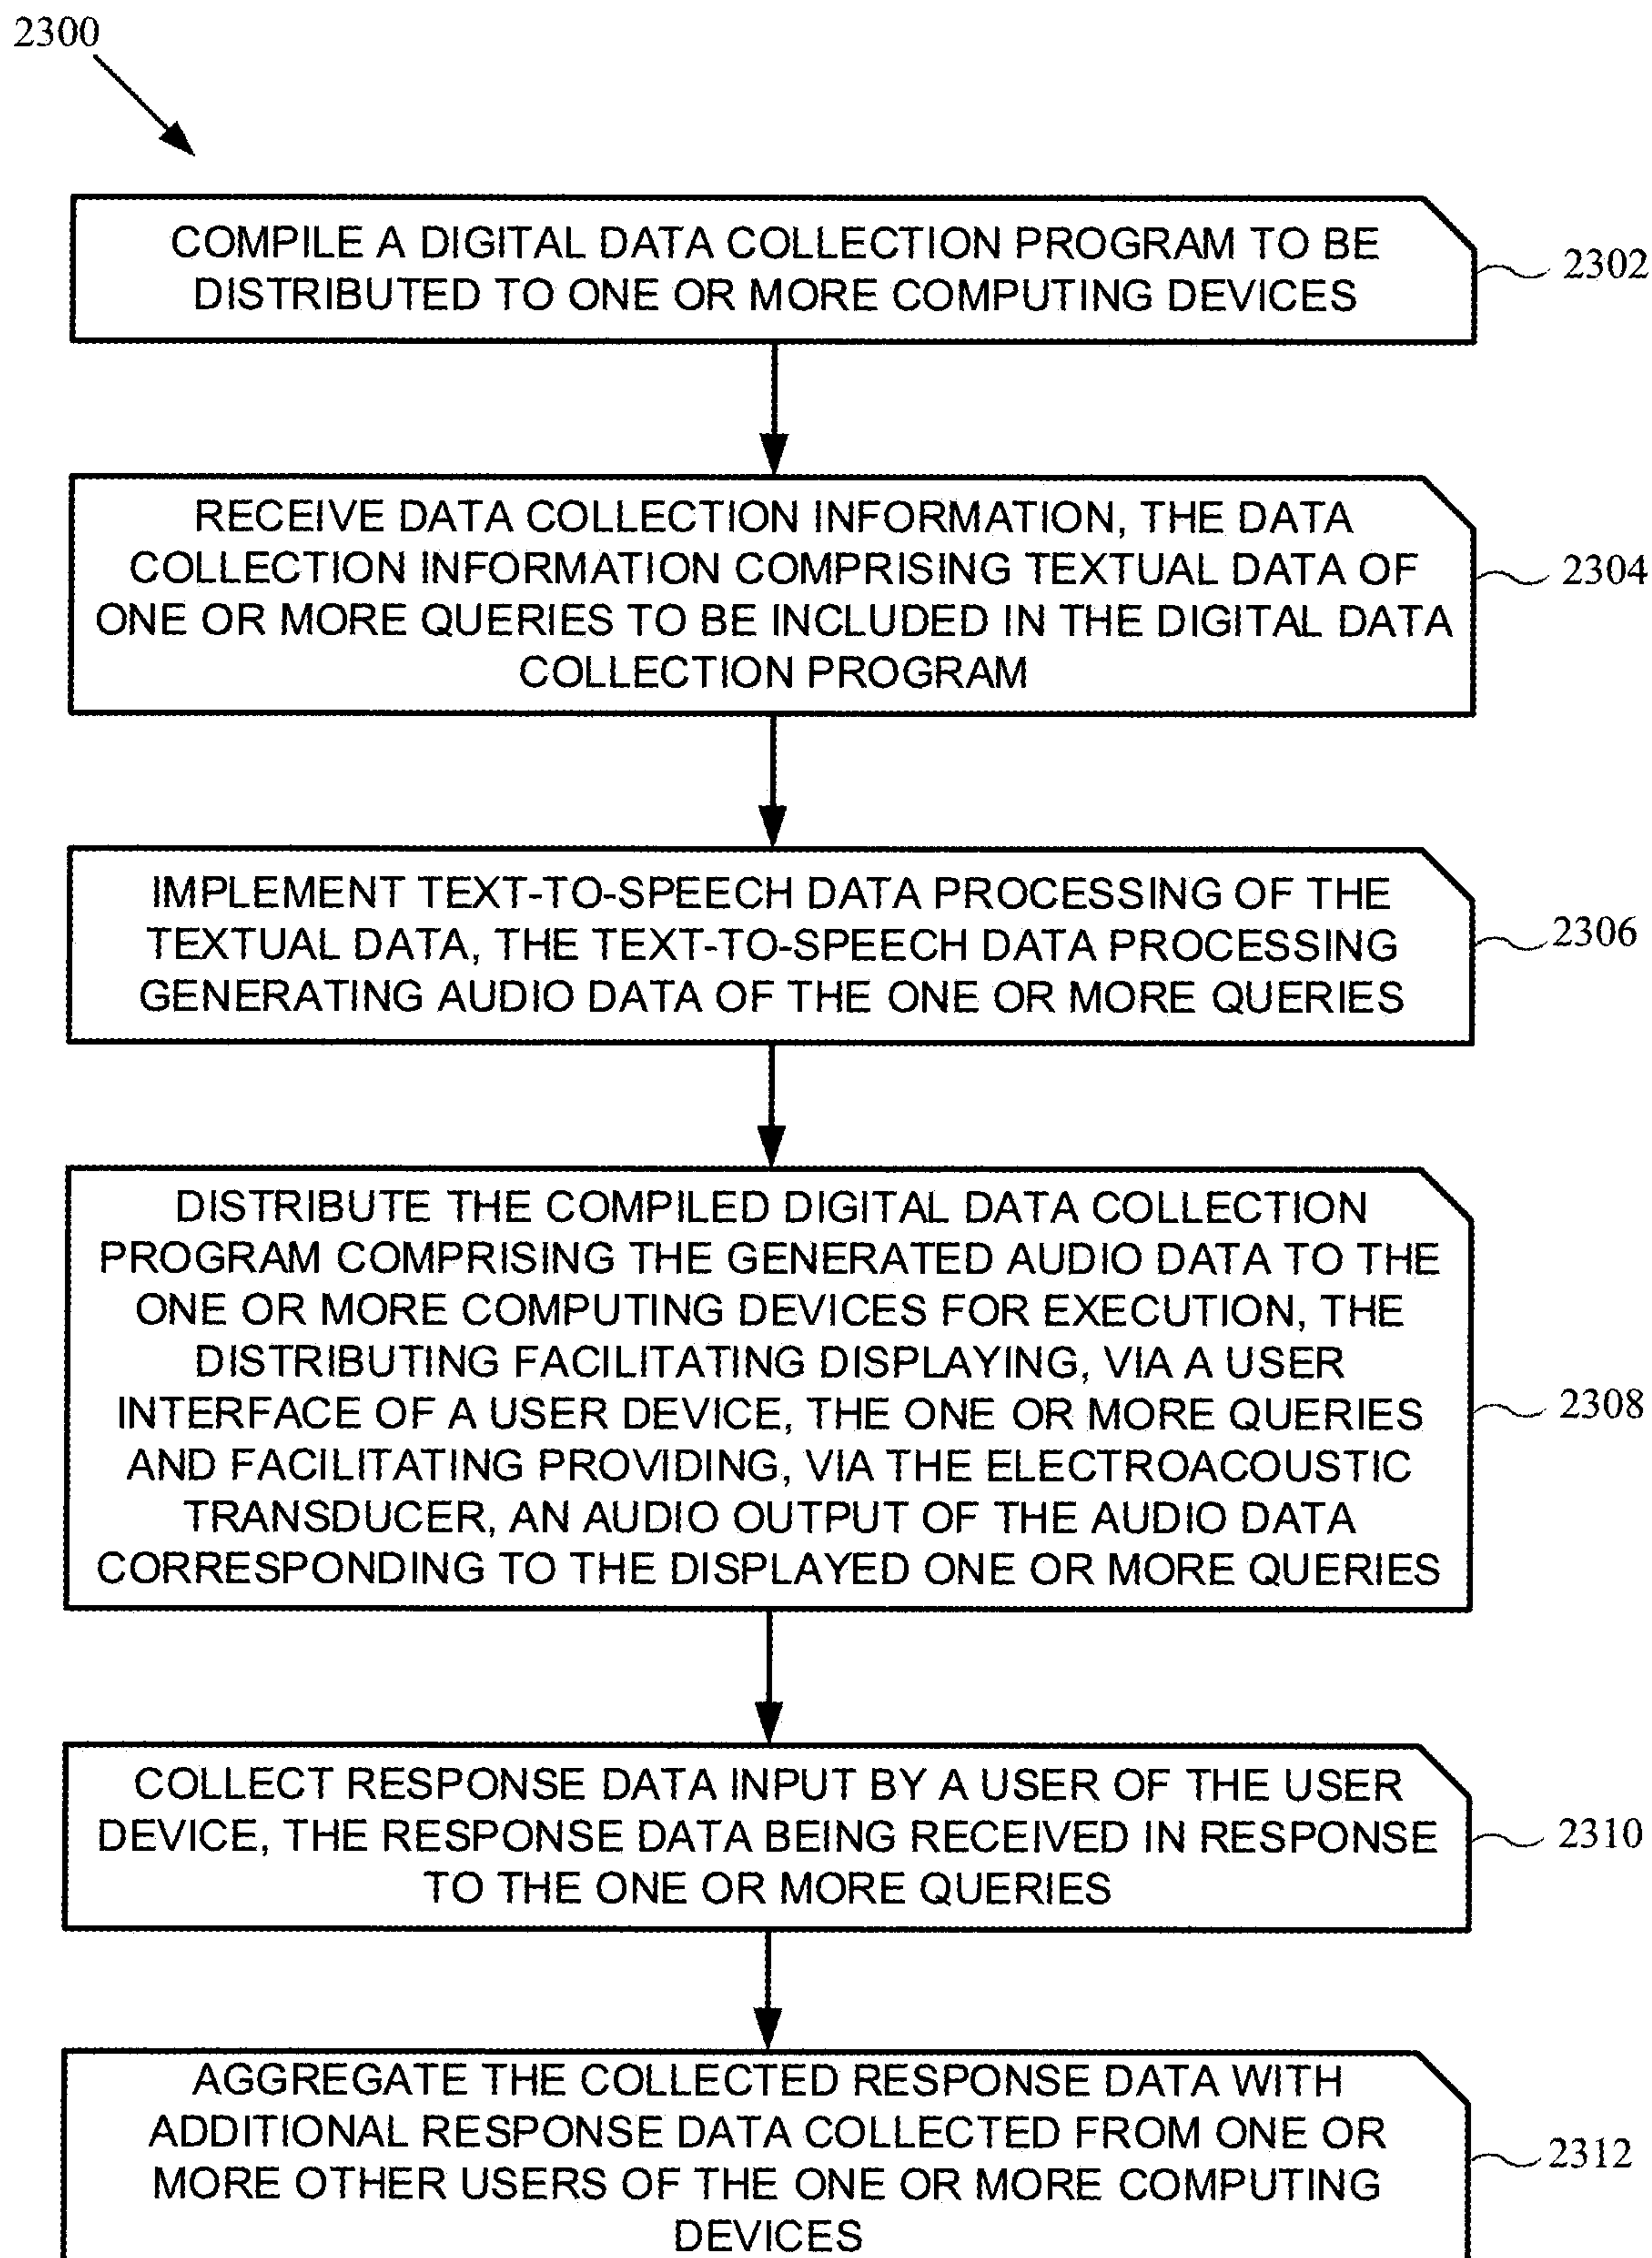 2300
COMPILE A DIGITAL DATA COLLECTION PROGRAM TO BE
DISTRIBUTED TO ONE OR MORE COMPUTING DEVICES
2302
RECEIVE DATA COLLECTION INFORMATION, THE DATA
COLLECTION INFORMATION COMPRISING TEXTUAL DATA OF
ONE OR MORE QUERIES TO BE INCLUDED IN THE DIGITAL DATA
COLLECTION PROGRAM
2304
IMPLEMENT TEXT-TO-SPEECH DATA PROCESSING OF THE
TEXTUAL DATA, THE TEXT-TO-SPEECH DATA PROCESSING
GENERATING AUDIO DATA OF THE ONE OR MORE QUERIES
2306
DISTRIBUTE THE COMPILED DIGITAL DATA COLLECTION
PROGRAM COMPRISING THE GENERATED AUDIO DATA TO THE
ONE OR MORE COMPUTING DEVICES FOR EXECUTION, THE
DISTRIBUTING FACILITATING DISPLAYING, VIA A USER
INTERFACE OF A USER DEVICE, THE ONE OR MORE QUERIES
AND FACILITATING PROVIDING, VIA THE ELECTROACOUSTIC
TRANSDUCER, AN AUDIO OUTPUT OF THE AUDIO DATA
CORRESPONDING TO THE DISPLAYED ONE OR MORE QUERIES
2308
COLLECT RESPONSE DATA INPUT BY A USER OF THE USER
DEVICE, THE RESPONSE DATA BEING RECEIVED IN RESPONSE
TO THE ONE OR MORE QUERIES
2310
AGGREGATE THE COLLECTED RESPONSE DATA WITH
ADDITIONAL RESPONSE DATA COLLECTED FROM ONE OR
MORE OTHER USERS OF THE ONE OR MORE COMPUTING
DEVICES
2312